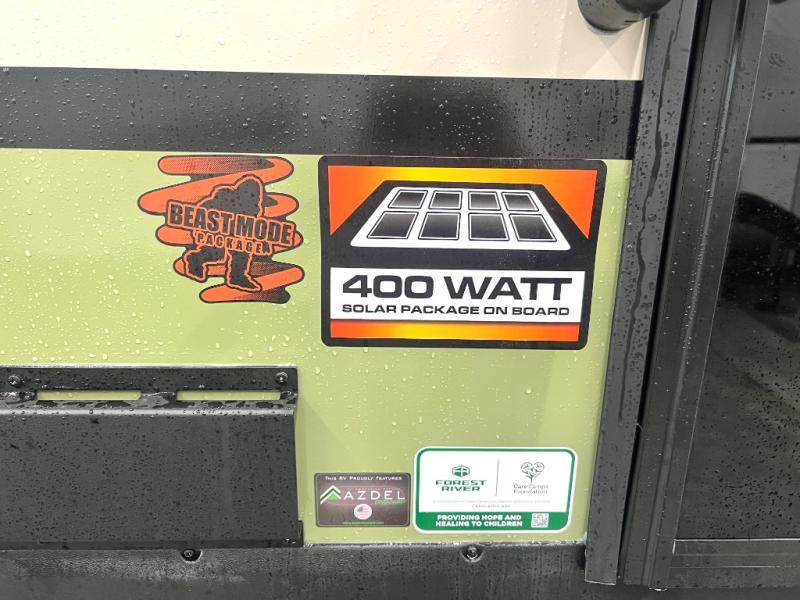 BEAST MODE
PACKAGE
400 WATT
SOLAR PACKAGE ON BOARD
THIS RV PROUDLY FEATURES
AZDEL
FOREST
RIVER
Care Camps
Foundation
PROVIDING HOPE AND
HEALING TO CHILDREN